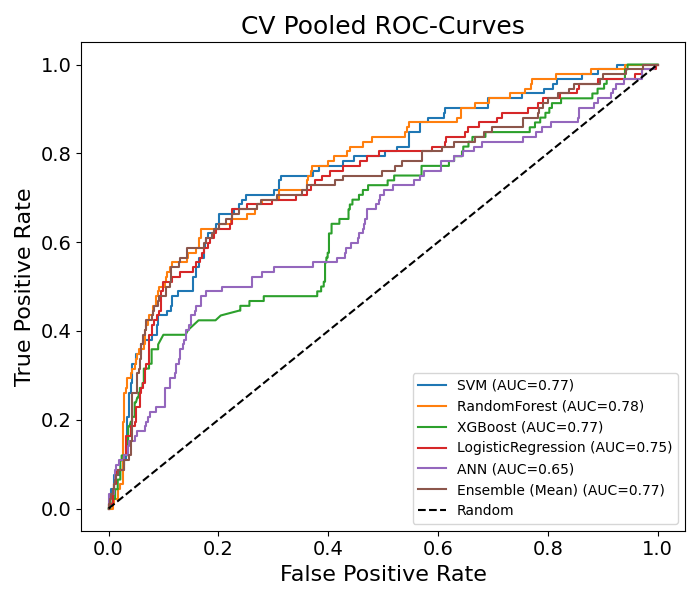 CV Pooled ROC-Curves
True Positive Rate
1.0
0.8
0.6
0.4
0.2
0.0
SVM (AUC=0.77)
RandomForest (AUC=0.78)
XGBoost (AUC=0.77)
LogisticRegression (AUC=0.75)
ANN (AUC=0.65)
Ensemble (Mean) (AUC=0.77)
Random
0.0 0.2 0.4 0.6 0.8 1.0
False Positive Rate